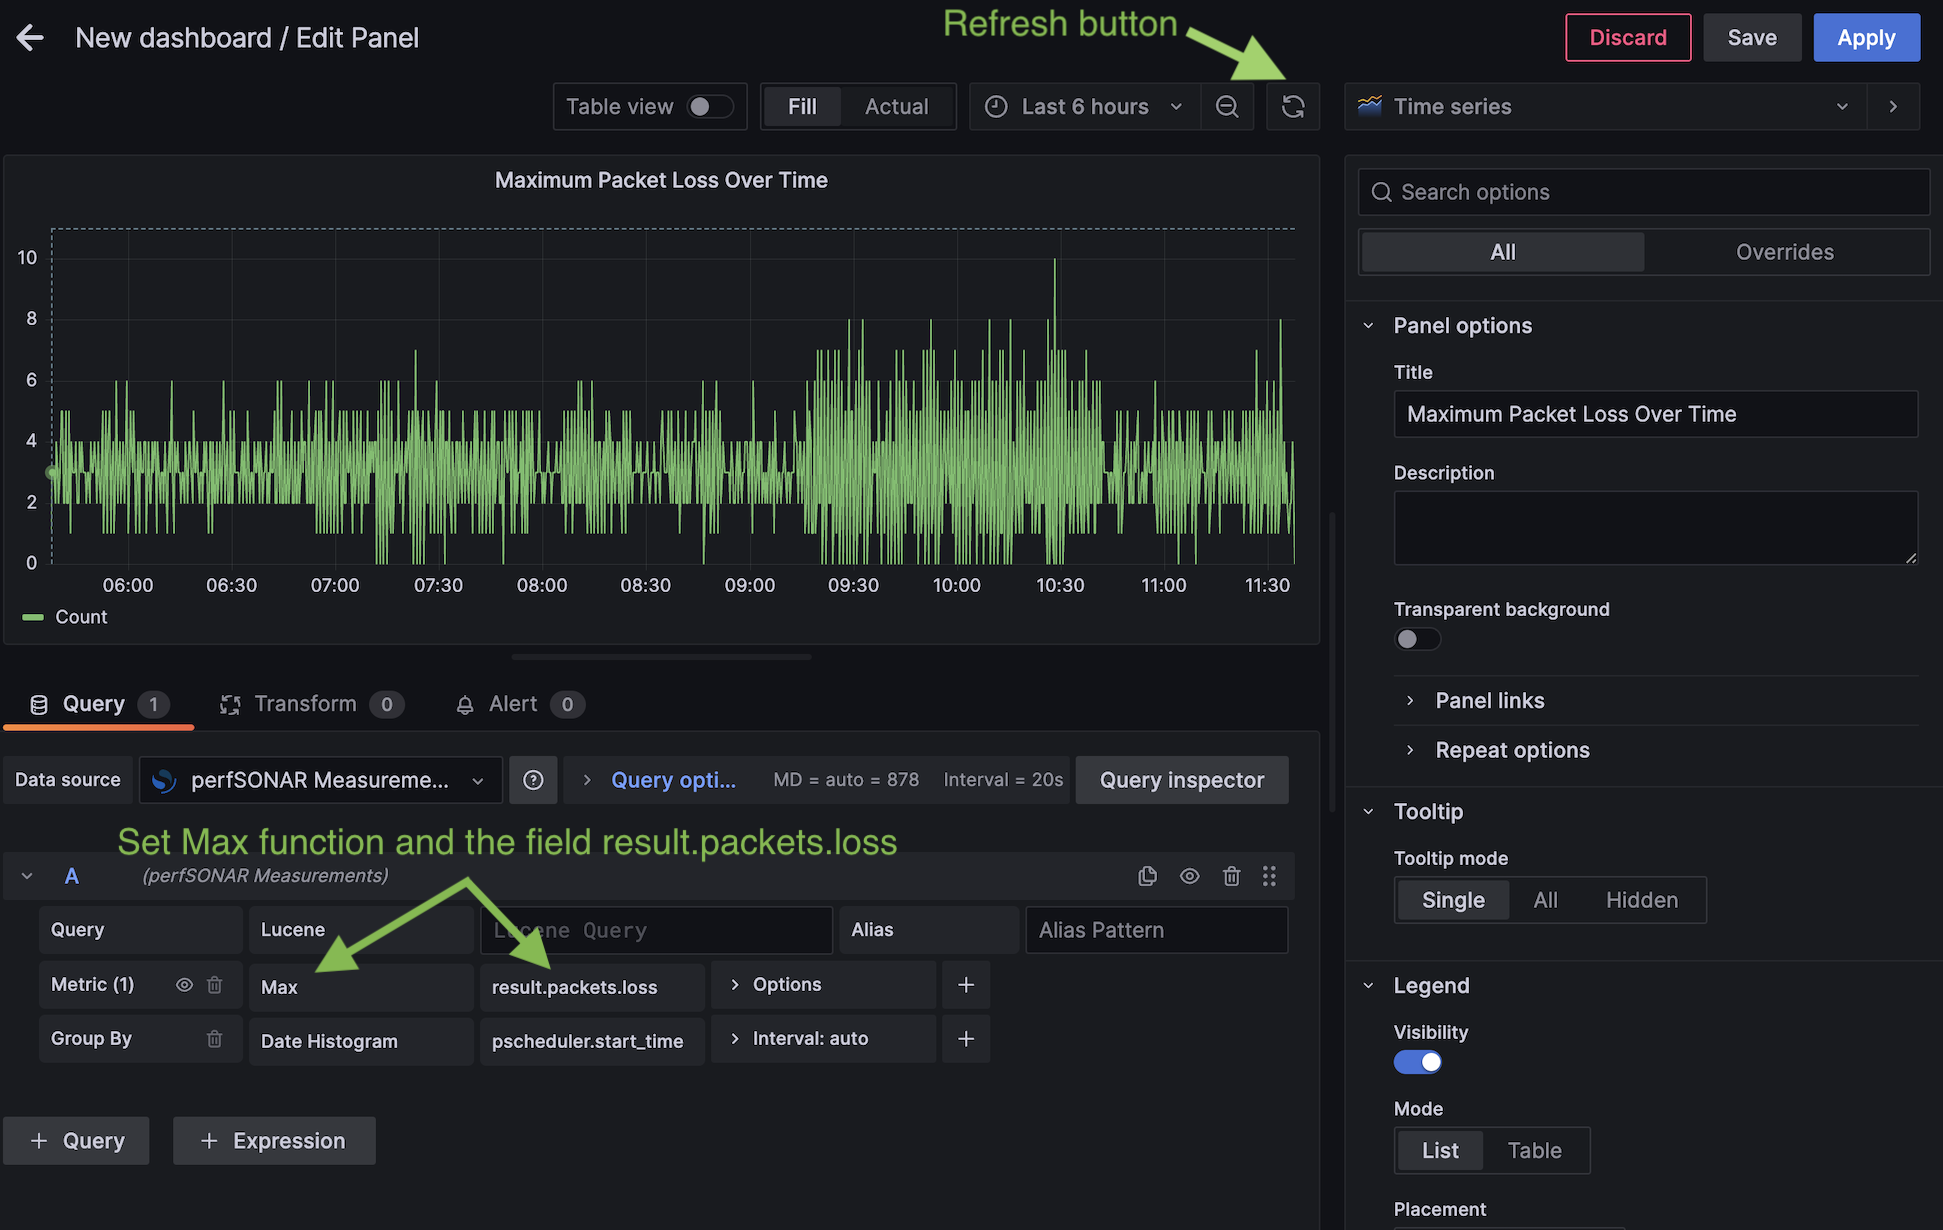 Refresh button
New dashboard / Edit Panel
Discard Save Apply
Table view Fill Actual Last 6 hours Time series
Maximum Packet Loss Over Time
10
8
6
4
2
0
06:00 06:30 07:00 07:30 08:00 08:30 09:00 09:30 10:00 10:30 11:00 11:30
Count
Query 1 Transform 0 Alert 0
Data source perfSONAR Measureme... Query opti... MD = auto = 878 Interval = 20s Query inspector
Set Max function and the field result.packets.loss
A (perfSONAR Measurements)
Query Lucene Lucene Query Alias Alias Pattern
Metric (1) Max result.packets.loss Options +
Group By Date Histogram pscheduler.start_time Interval: auto +
+ Query + Expression
Search options
All Overrides
Panel options
Title
Maximum Packet Loss Over Time
Description
Transparent background
Panel links
Repeat options
Tooltip
Tooltip mode
Single All Hidden
Legend
Visibility
Mode
List Table
Placement